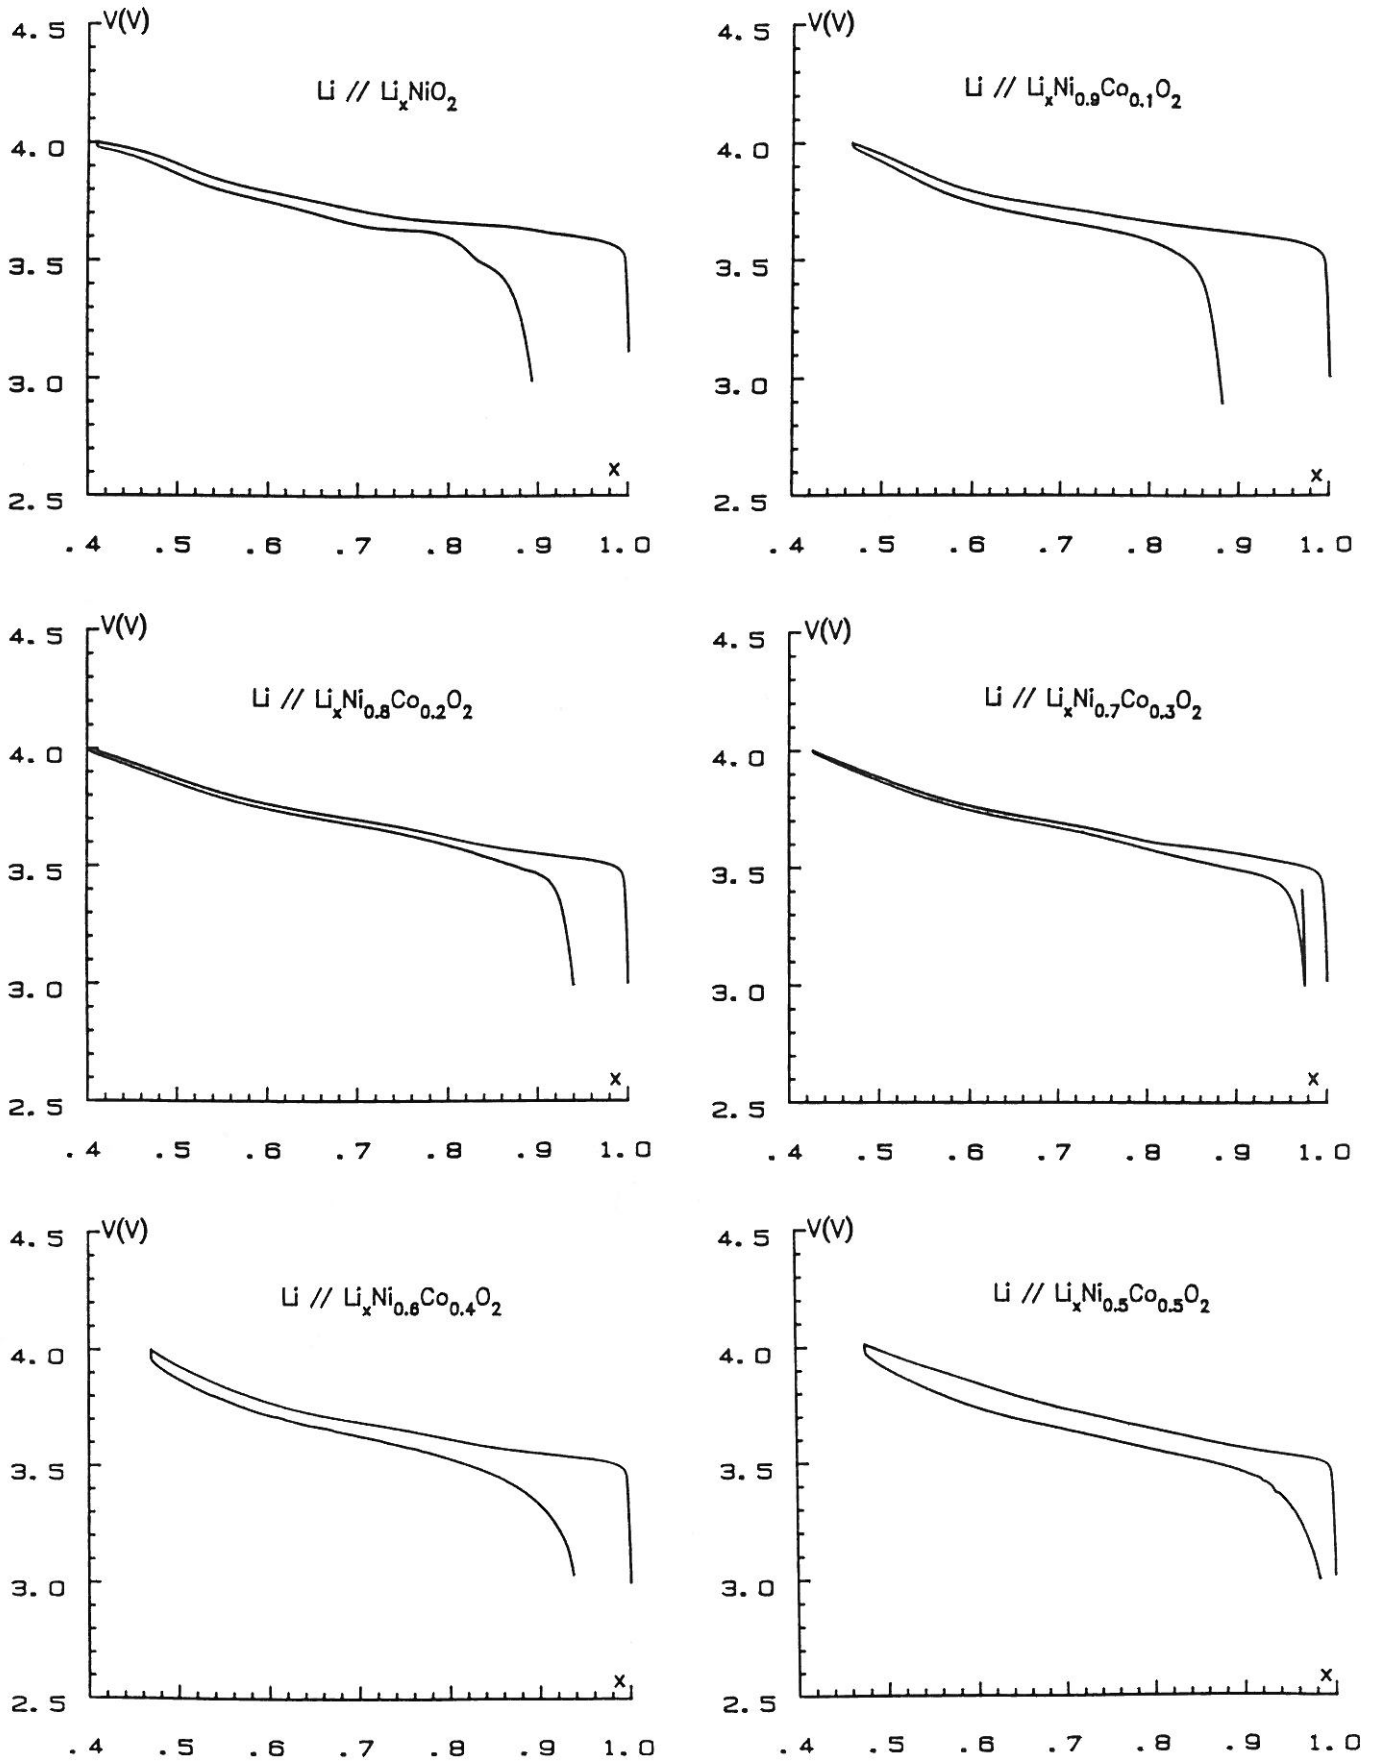 V(V)
4.5
Li // LixNiO2
4.0
3.5
3.0
x
2.5
.4 .5 .6 .7 .8 .9 1.0
V(V)
4.5
Li // LixNi0.9Co0.1O2
4.0
3.5
3.0
x
2.5
.4 .5 .6 .7 .8 .9 1.0
V(V)
4.5
Li // LixNi0.8Co0.2O2
4.0
3.5
3.0
x
2.5
.4 .5 .6 .7 .8 .9 1.0
V(V)
4.5
Li // LixNi0.7Co0.3O2
4.0
3.5
3.0
x
2.5
.4 .5 .6 .7 .8 .9 1.0
V(V)
4.5
Li // LixNi0.6Co0.4O2
4.0
3.5
3.0
x
2.5
.4 .5 .6 .7 .8 .9 1.0
V(V)
4.5
Li // LixNi0.5Co0.5O2
4.0
3.5
3.0
x
2.5
.4 .5 .6 .7 .8 .9 1.0